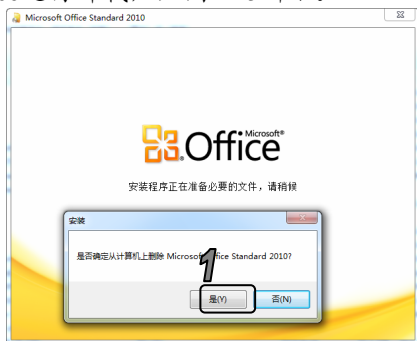 Microsoft Office Standard 2010
Microsoft®
Office
安装程序正在准备必要的文件，请稍候
安装
是否确定从计算机上删除 Microsoft Office Standard 2010?
1
是(Y)
否(N)